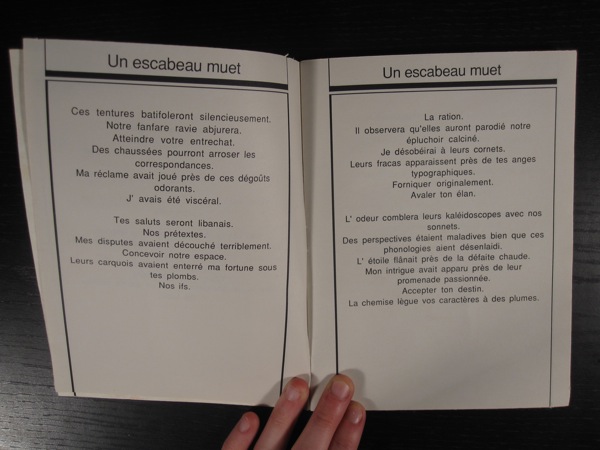 Un escabeau muet
Ces tentures batifoleront silencieusement.
Notre fanfare ravie abjurera.
Atteindre votre entrechat.
Des chaussées pourront arroser les
correspondances.
Ma réclame avait joué près de ces dégoûts
odorants.
J' avais été viscéral.
Tes saluts seront libanais.
Nos prétextes.
Mes disputes avaient découché terriblement.
Concevoir notre espace.
Leurs carquois avaient enterré ma fortune sous
tes plombs.
Nos ifs.
Un escabeau muet
La ration.
Il observera qu'elles auront parodié notre
épluchoir calciné.
Je désobéirai à leurs cornets.
Leurs fracas apparaissent près de tes anges
typographiques.
Forniquer originalement.
Avaler ton élan.
L' odeur comblera leurs kaléidoscopes avec nos
sonnets.
Des perspectives étaient maladives bien que ces
phonologies aient désenlaidi.
L' étoile flânait près de la défaite chaude.
Mon intrigue avait apparu près de leur
promenade passionnée.
Accepter ton destin.
La chemise lègue vos caractères à des plumes.